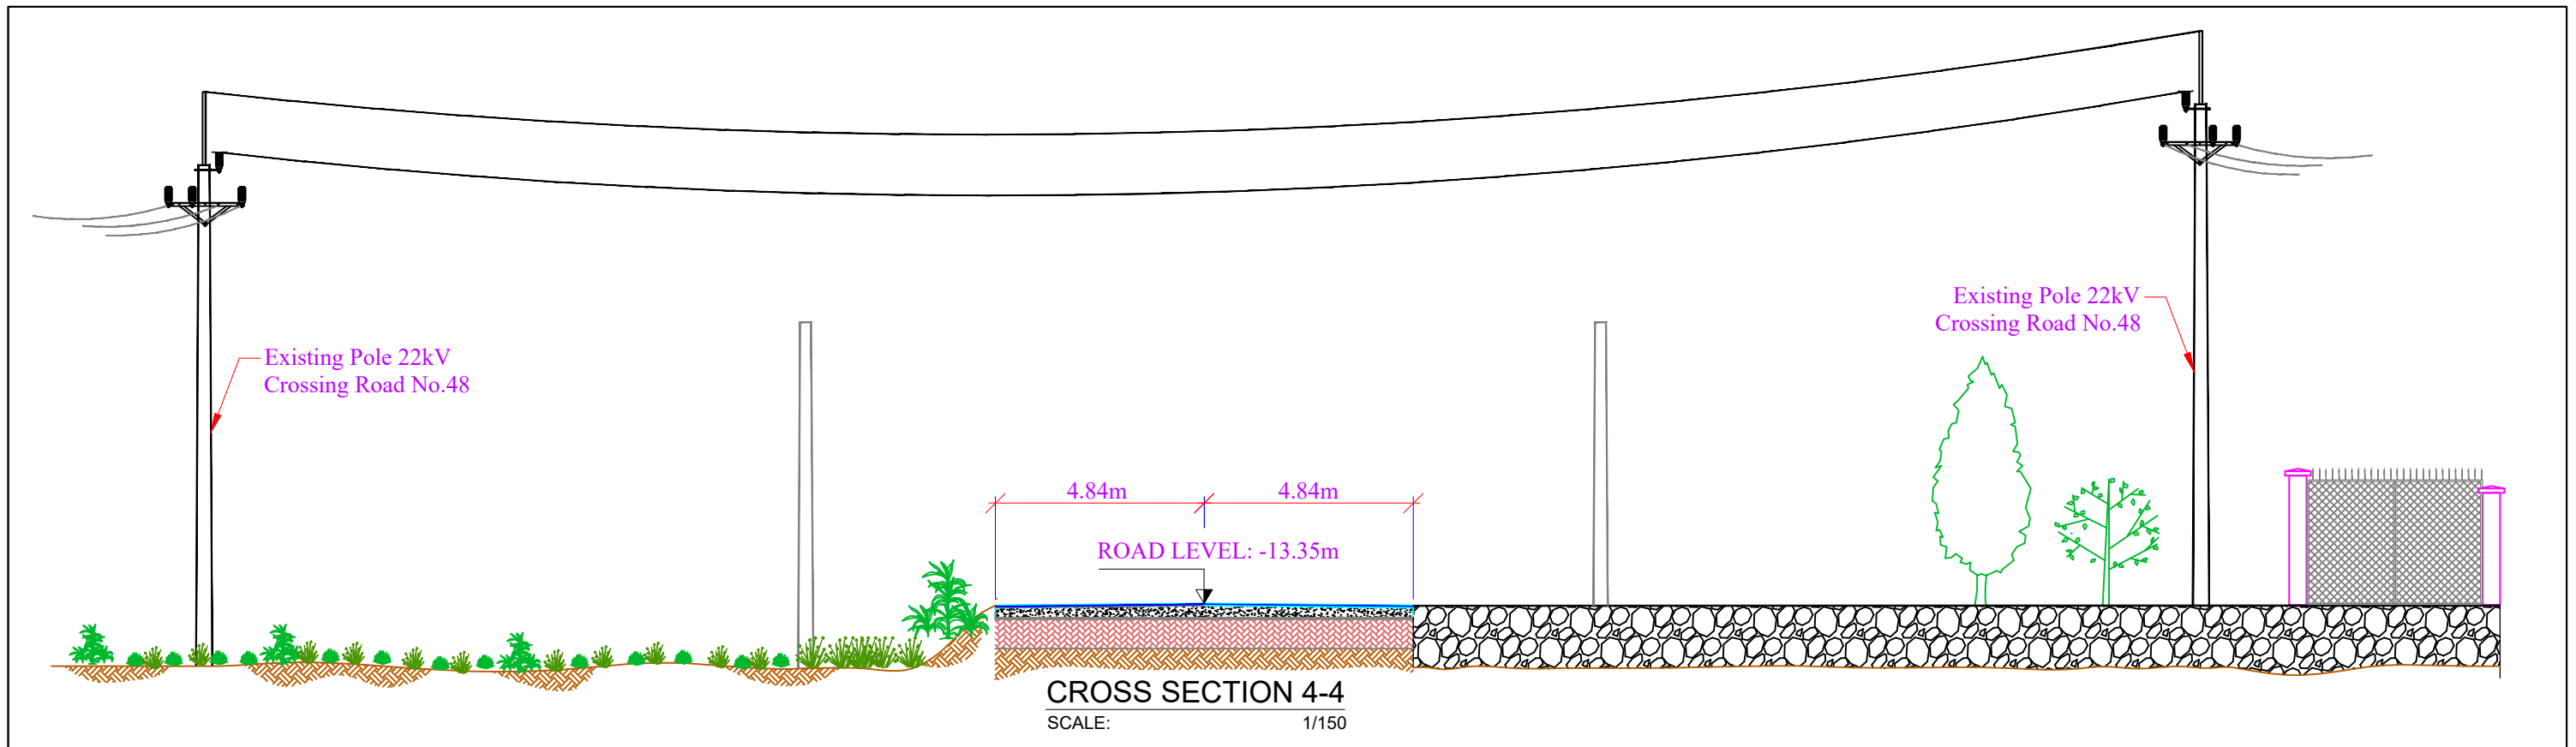 Existing Pole 22kV
Crossing Road No.48
Existing Pole 22kV
Crossing Road No.48
4.84m
4.84m
ROAD LEVEL: -13.35m
CROSS SECTION 4-4
SCALE: 1/150